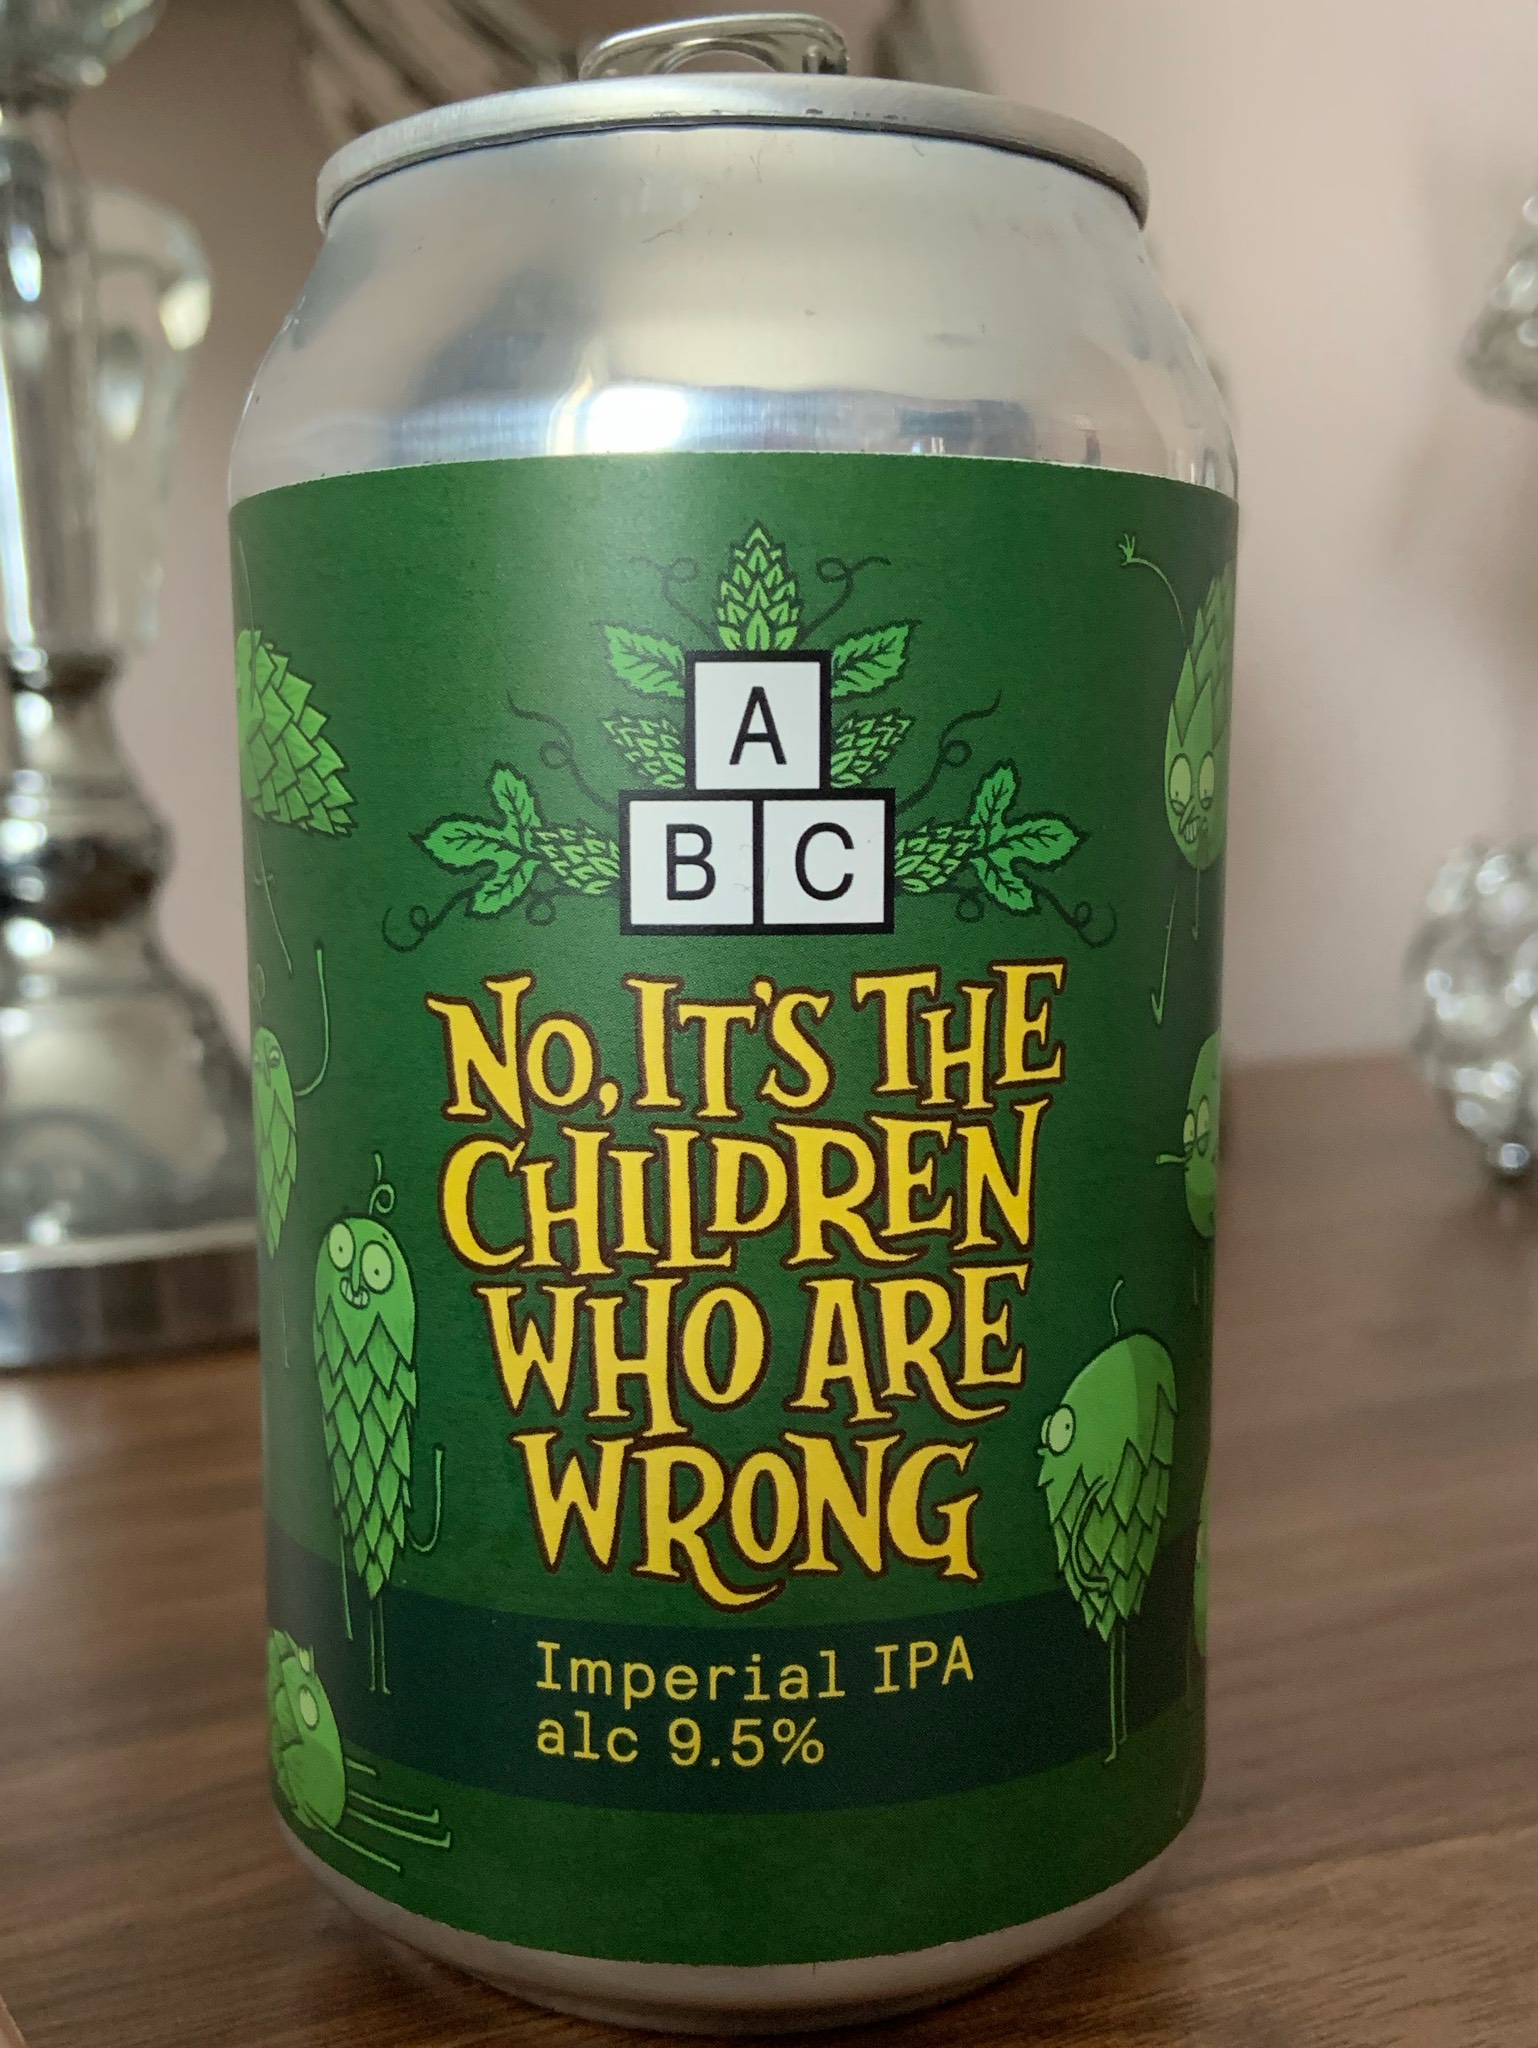 A
B C
No, It's The
Children
Who Are
Wrong
Imperial IPA
alc 9.5%